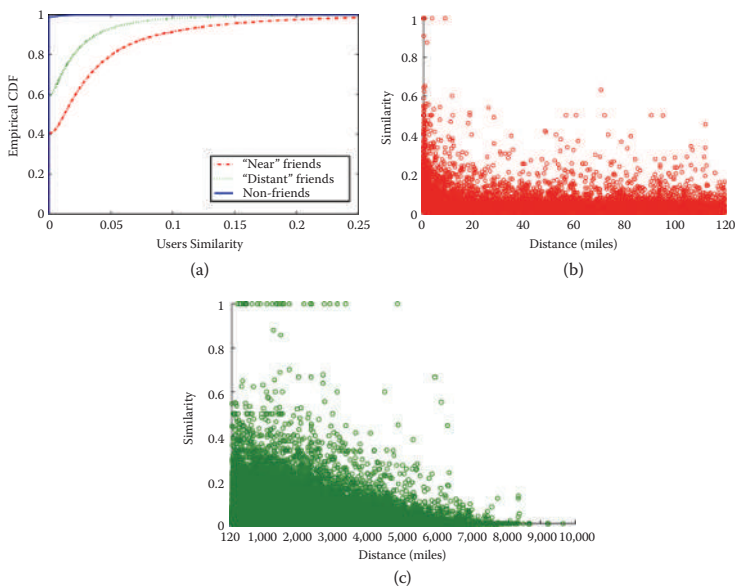 1
0.8
0.6
0.4
0.2
0
Empirical CDF
"Near" friends
"Distant" friends
Non-friends
0 0.05 0.1 0.15 0.2 0.25
Users Similarity
(a)
1
0.8
0.6
0.4
0.2
0
Similarity
0 20 40 60 80 100 120
Distance (miles)
(b)
1
0.8
0.6
0.4
0.2
0
Similarity
120 1,000 2,000 3,000 4,000 5,000 6,000 7,000 8,000 9,000 10,000
Distance (miles)
(c)